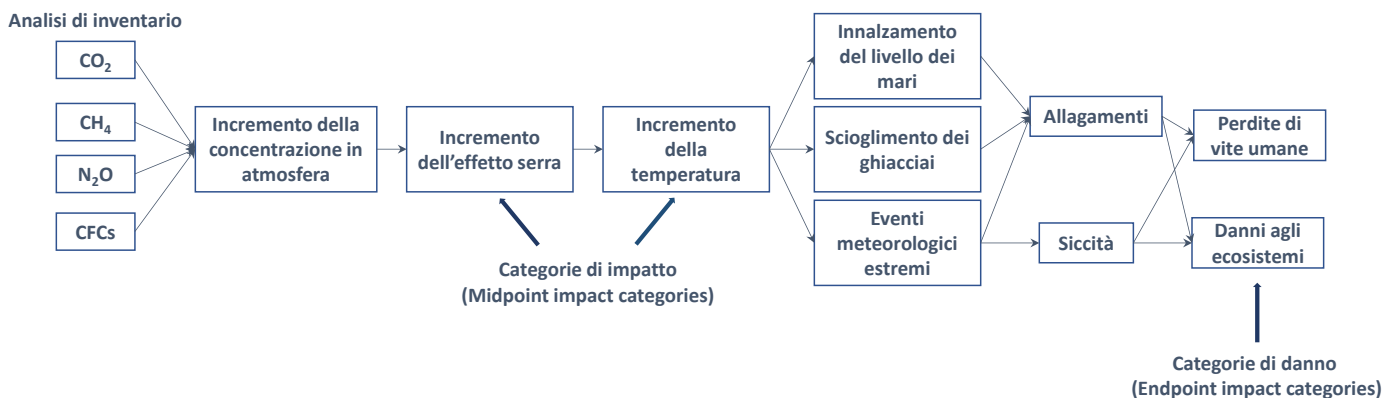 Analisi di inventario
CO₂
CH₄
N₂O
CFCs
Incremento della
concentrazione in
atmosfera
Incremento
dell'effetto serra
Incremento
della
temperatura
Categorie di impatto
(Midpoint impact categories)
Innalzamento
del livello dei
mari
Scioglimento dei
ghiacciai
Eventi
meteorologici
estremi
Allagamenti
Siccità
Perdite di
vite umane
Danni agli
ecosistemi
Categorie di danno
(Endpoint impact categories)